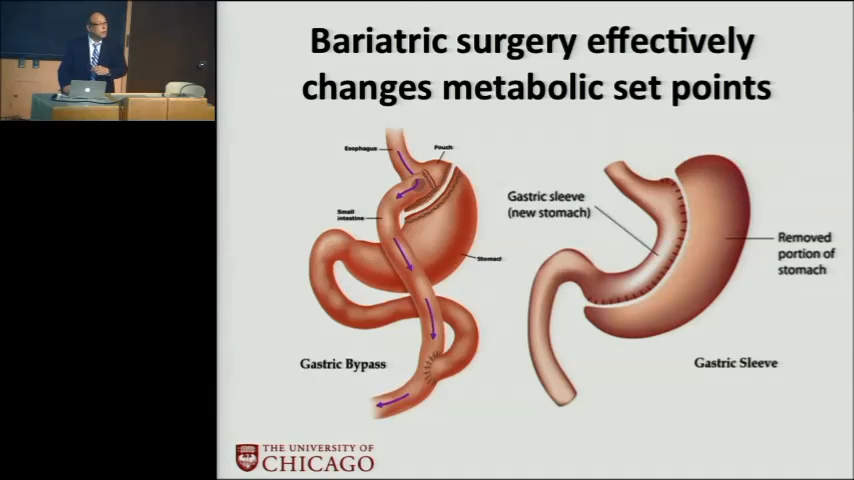 Bariatric surgery effectively
changes metabolic set points
Esophagus
Pouch
Small
intestine
Stomach
Gastric Bypass
Gastric sleeve
(new stomach)
Removed
portion of
stomach
Gastric Sleeve
THE UNIVERSITY OF
CHICAGO